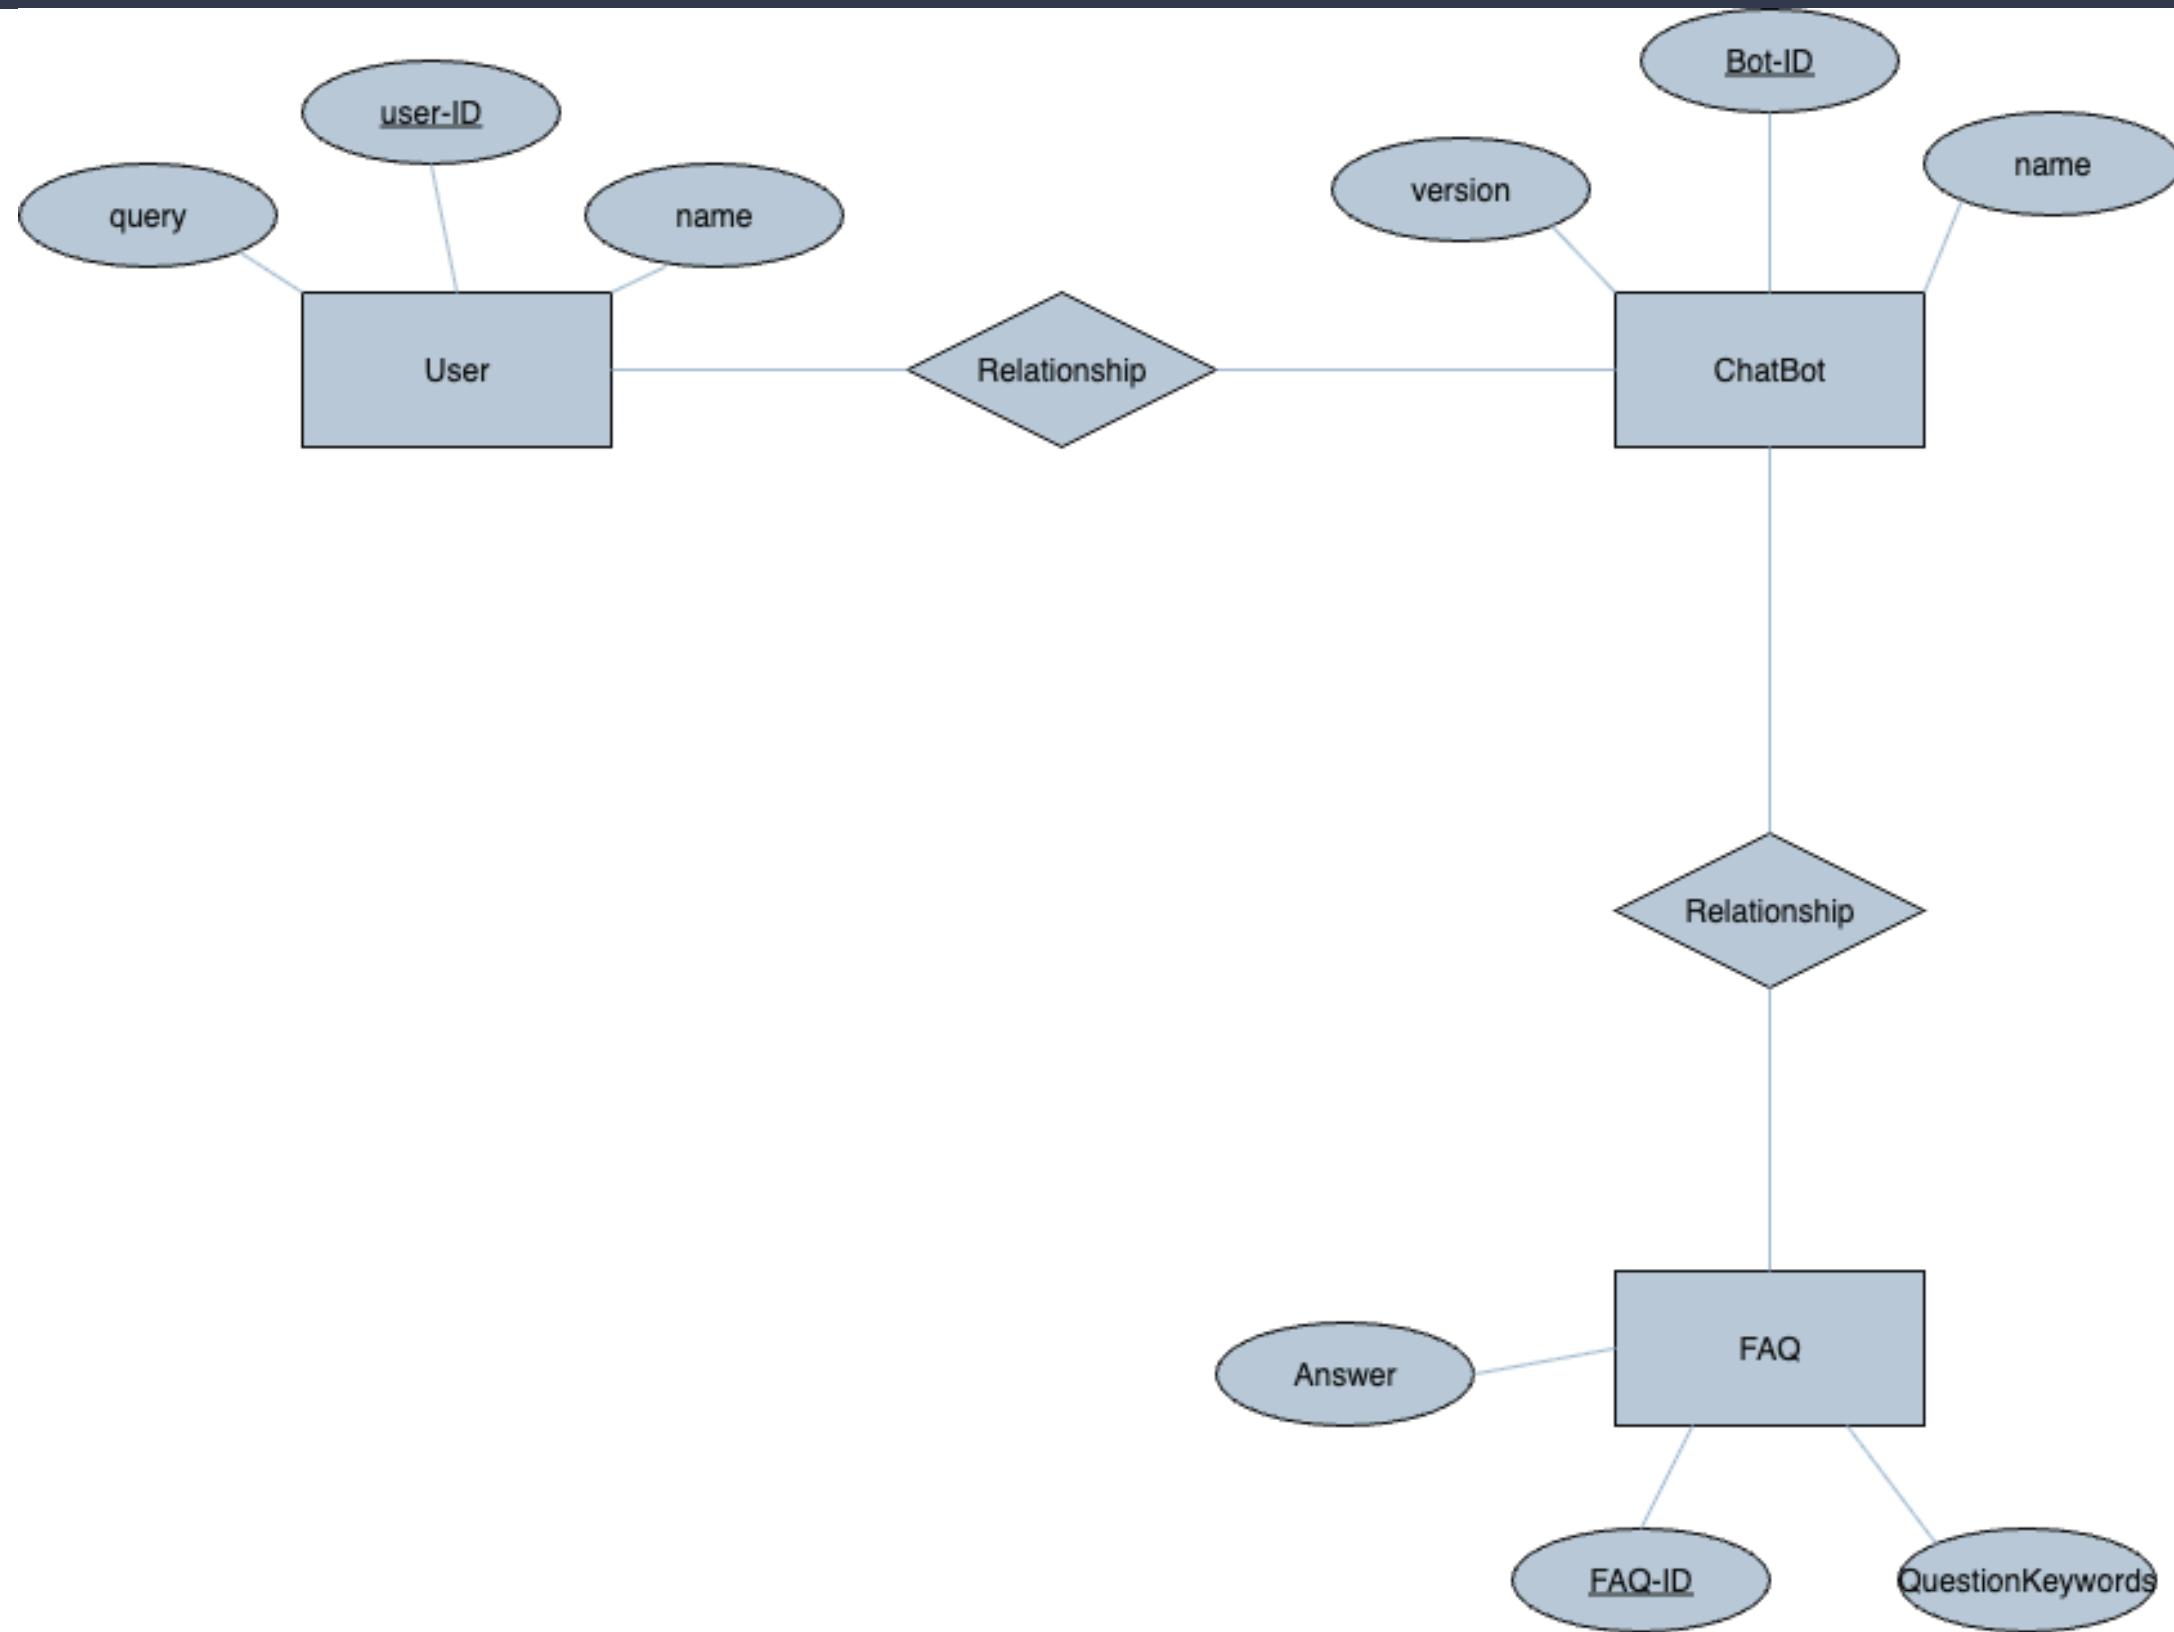 Bot-ID
user-ID
name
version
query
name
User
Relationship
ChatBot
Relationship
FAQ
Answer
FAQ-ID
QuestionKeywords